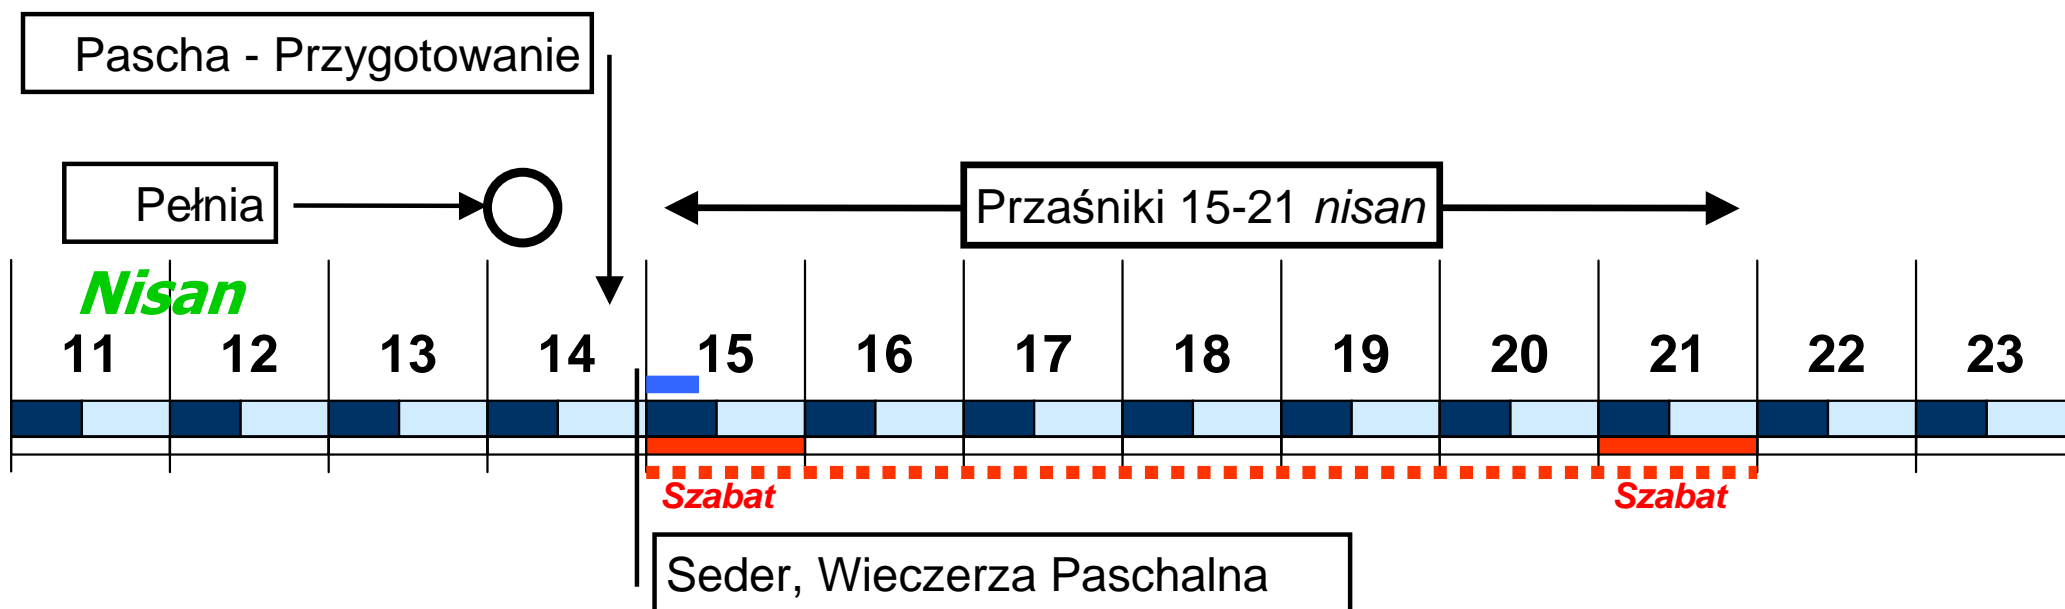 Pascha - Przygotowanie
Pełnia
Przaśniki 15-21 nisan
Nisan
11 12 13 14 15 16 17 18 19 20 21 22 23
Szabat Szabat
Seder, Wieczerza Paschalna